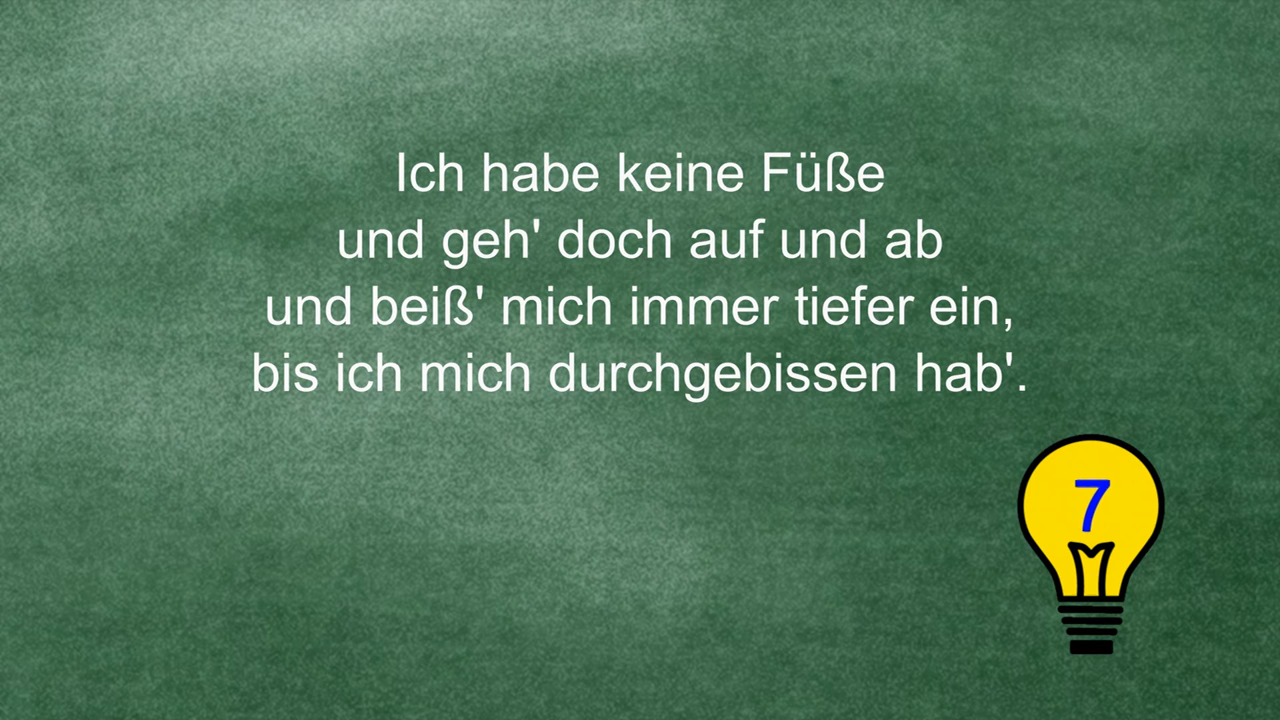 Ich habe keine Füße
und geh' doch auf und ab
und beiß' mich immer tiefer ein,
bis ich mich durchgebissen hab'.
7